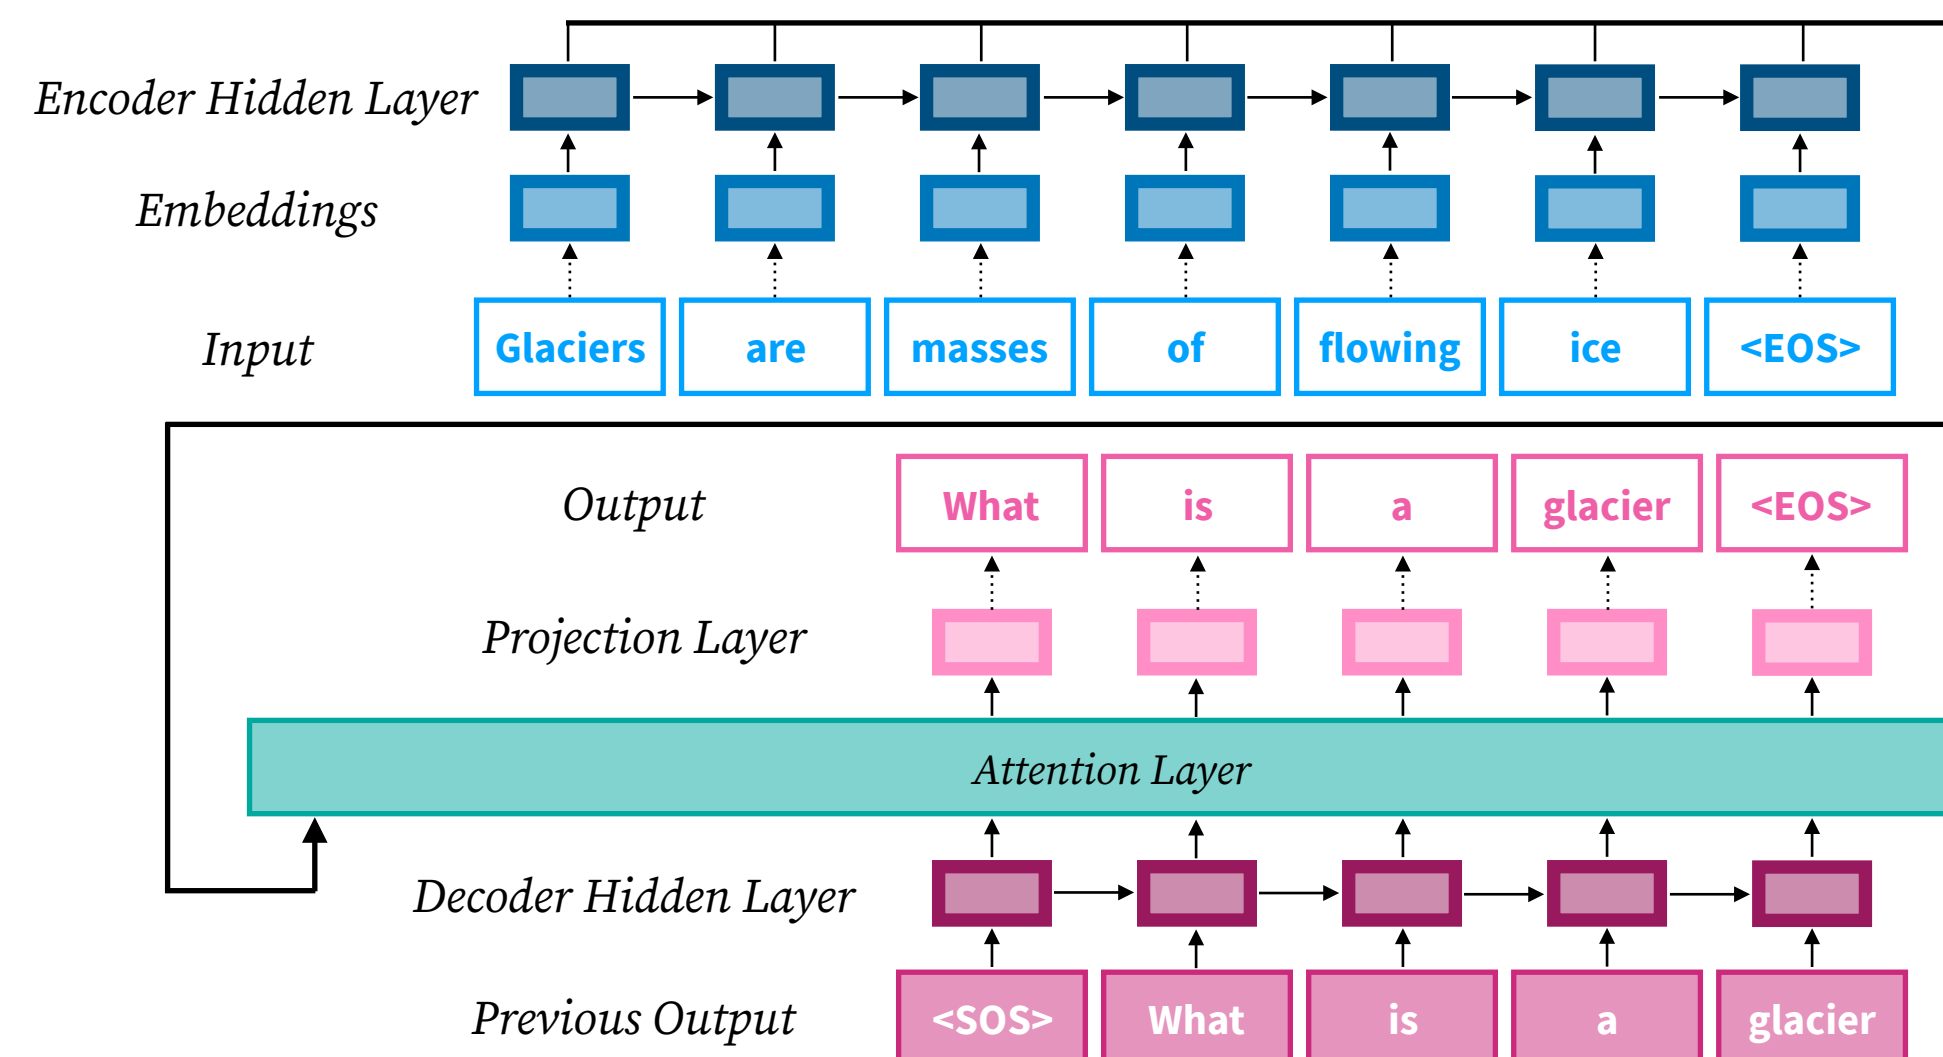 Encoder Hidden Layer
Embeddings
Input Glaciers are masses of flowing ice <EOS>
Output What is a glacier <EOS>
Projection Layer
Attention Layer
Decoder Hidden Layer
Previous Output <SOS> What is a glacier